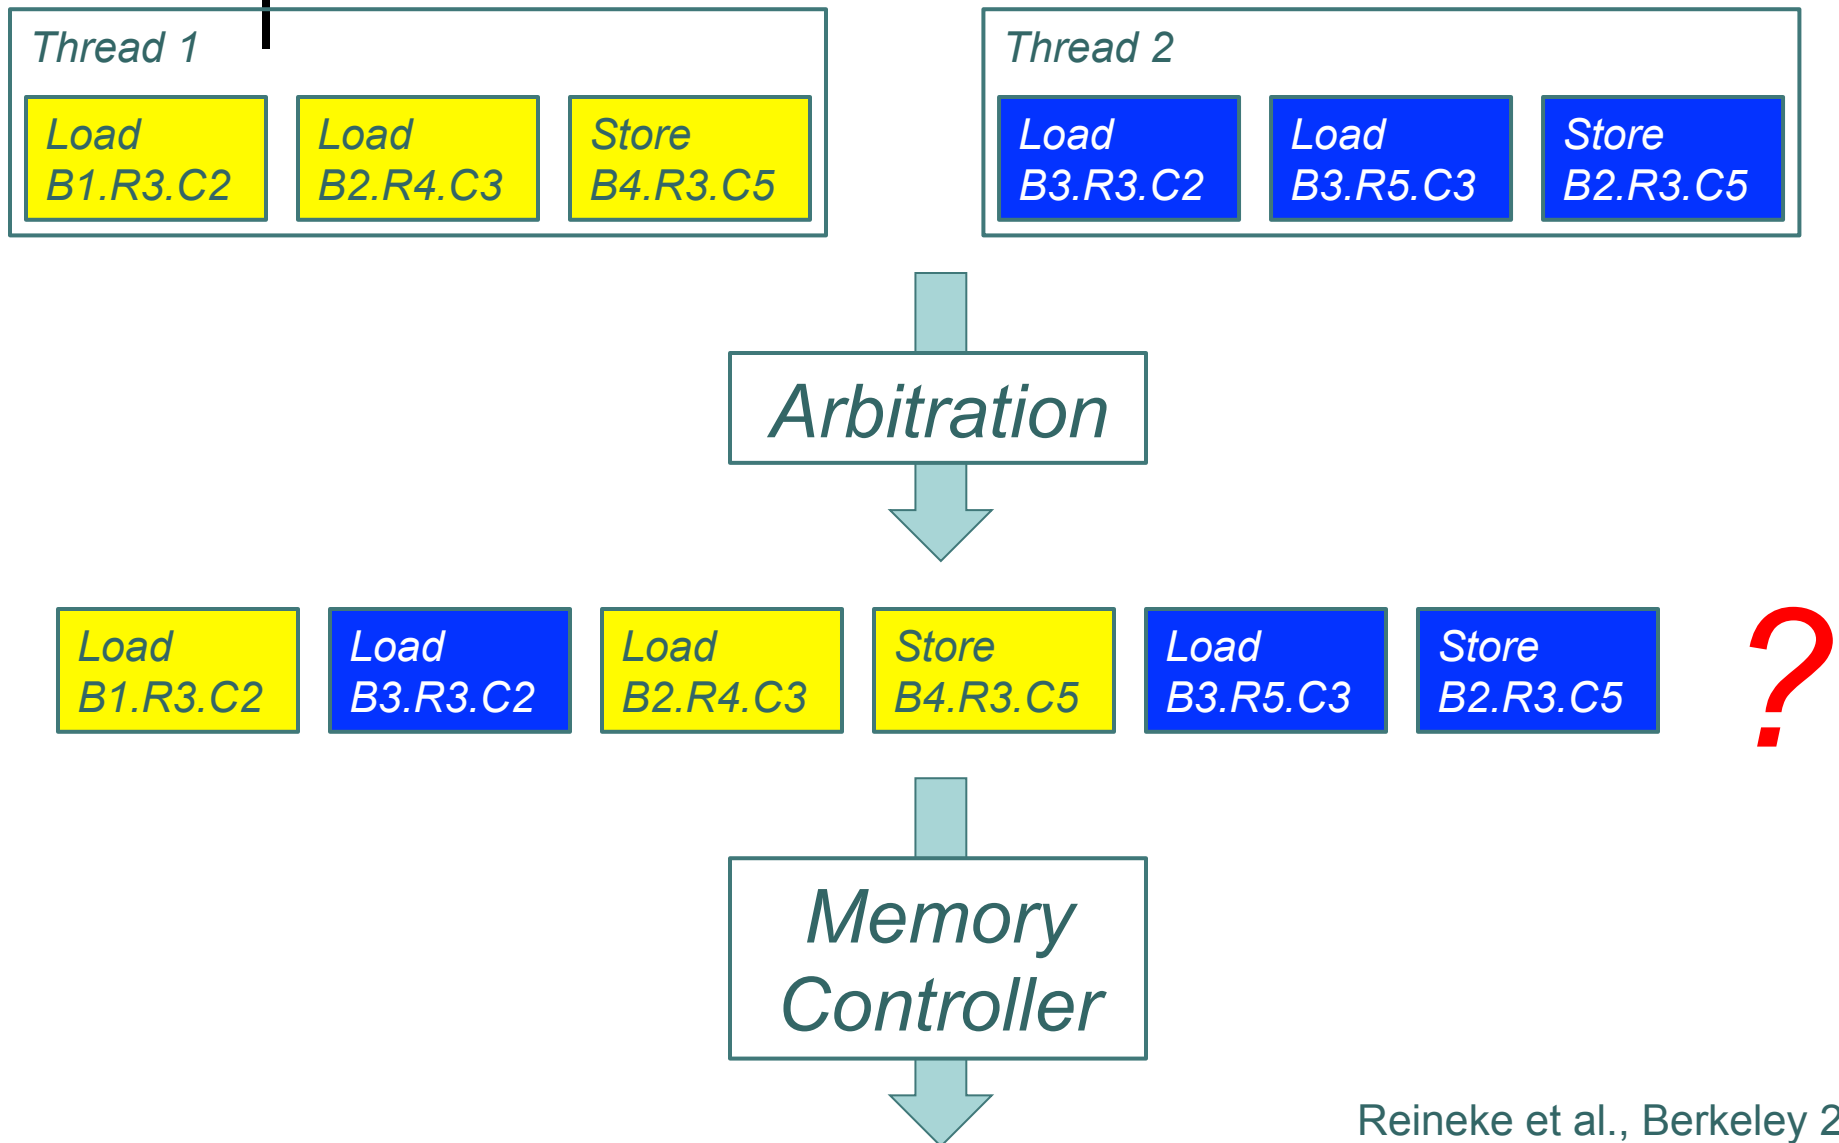 Thread 1
Load
B1.R3.C2
Load
B2.R4.C3
Store
B4.R3.C5
Thread 2
Load
B3.R3.C2
Load
B3.R5.C3
Store
B2.R3.C5
Arbitration
Load
B1.R3.C2
Load
B3.R3.C2
Load
B2.R4.C3
Store
B4.R3.C5
Load
B3.R5.C3
Store
B2.R3.C5
?
Memory
Controller
Reineke et al., Berkeley 2